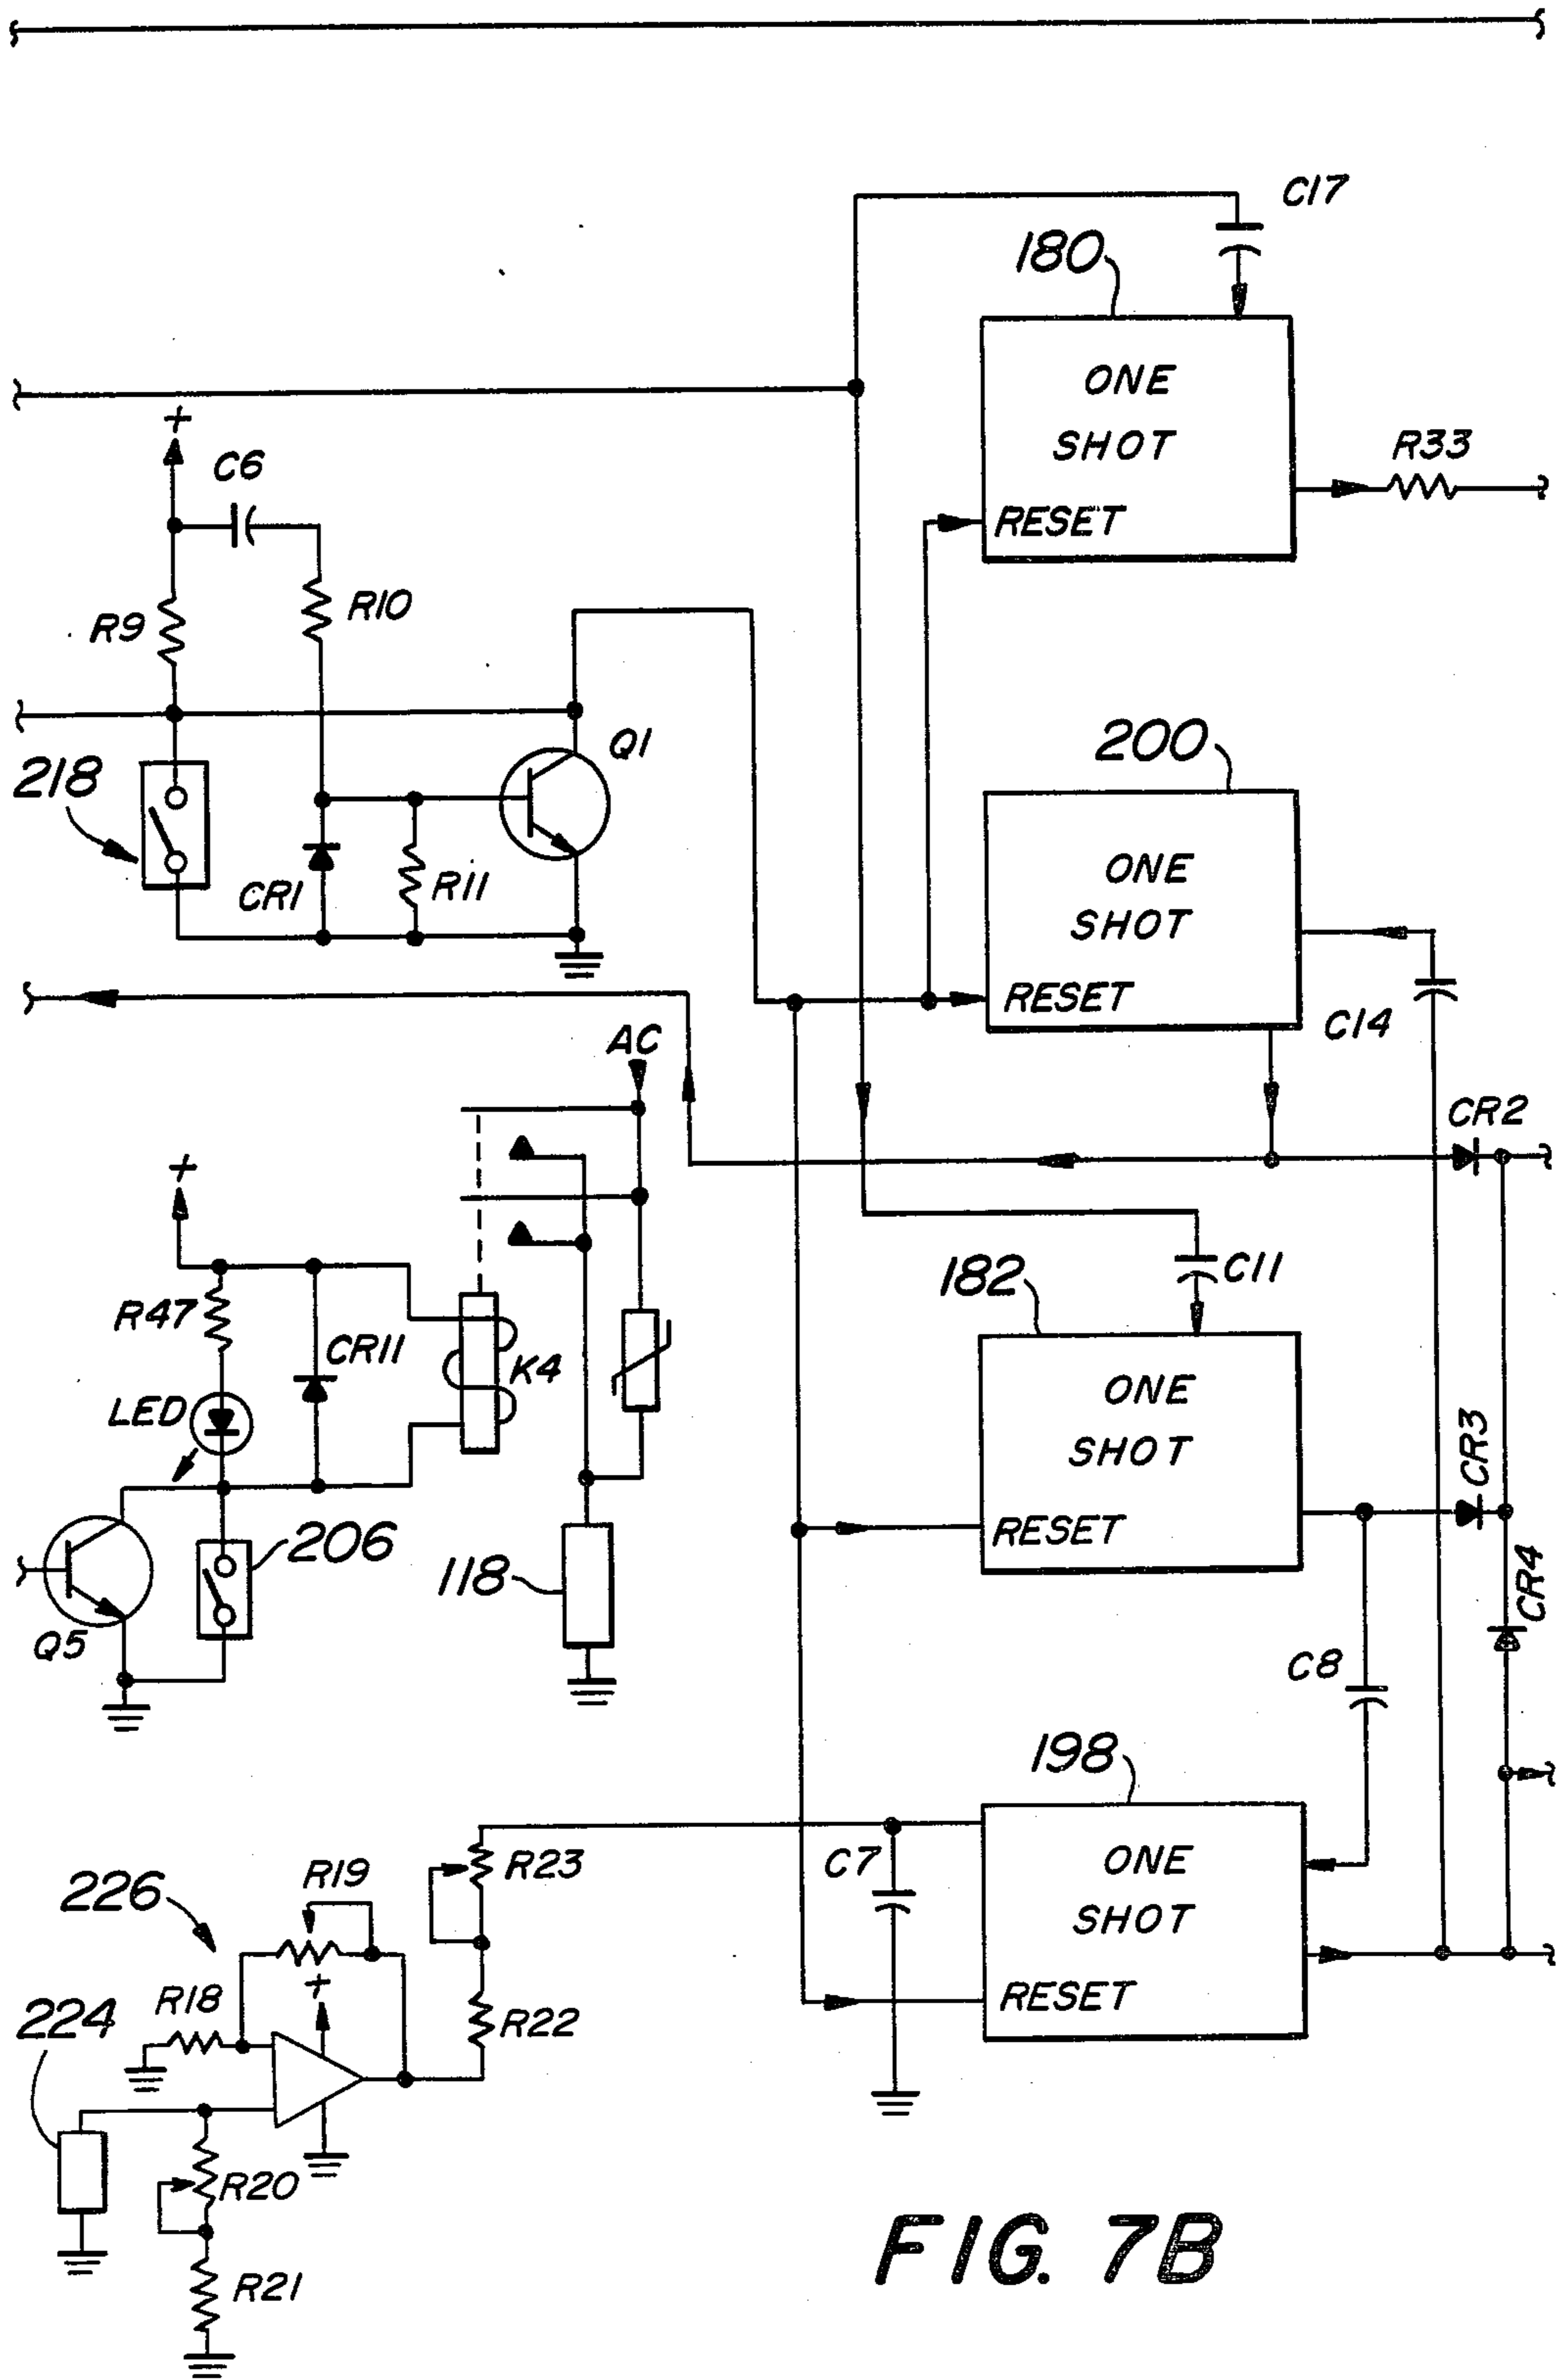 C17
180
ONE
SHOT
RESET
R33
+
C6
R9
R10
218
Q1
CR1
R11
200
ONE
SHOT
RESET
C14
AC
CR2
+
R47
CR11
K4
LED
182
C11
ONE
SHOT
RESET
CR3
206
118
Q5
CR4
C8
198
ONE
SHOT
RESET
C7
R23
R19
226
+
R18
R22
224
R20
R21
FIG. 7B